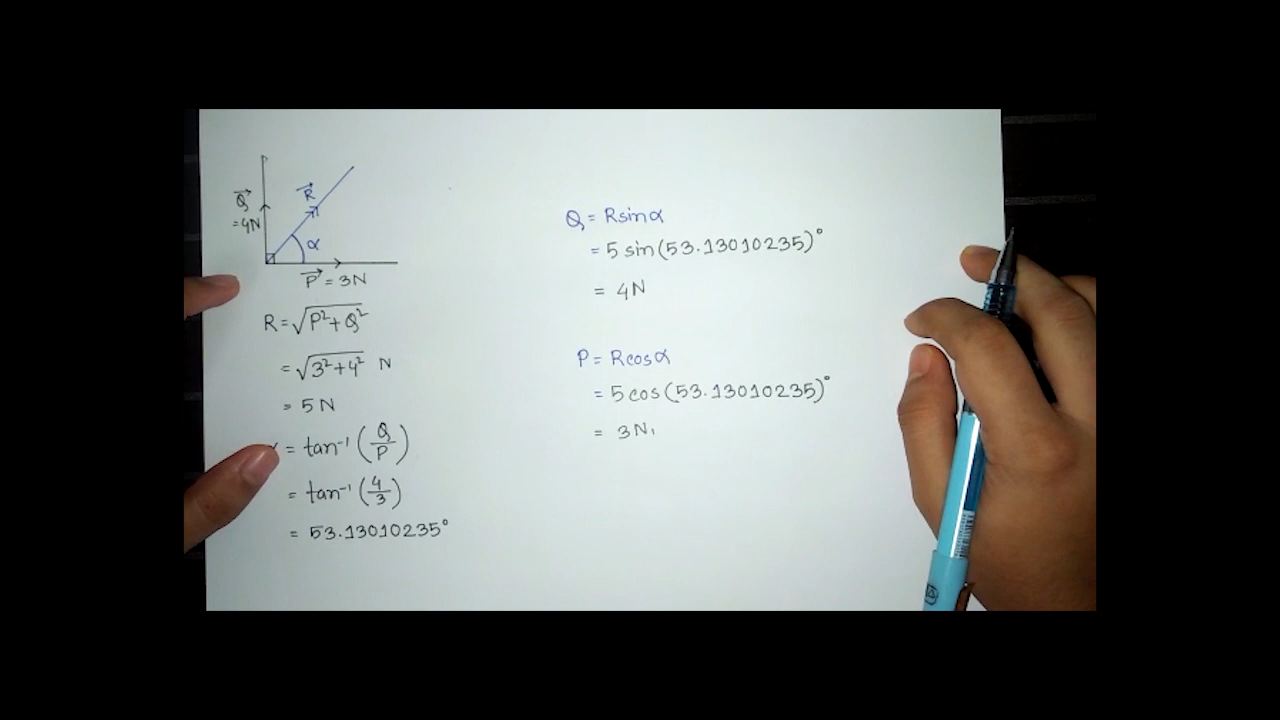 Q⃗
=4N
R⃗
α
P⃗ = 3N
R = √(P²+Q²)
= √(3²+4²) N
= 5N
= tan⁻¹ (Q/P)
= tan⁻¹ (4/3)
= 53.13010235°
Q = Rsinα
= 5 sin(53.13010235)°
= 4N
P = Rcosα
= 5 cos(53.13010235)°
= 3N,